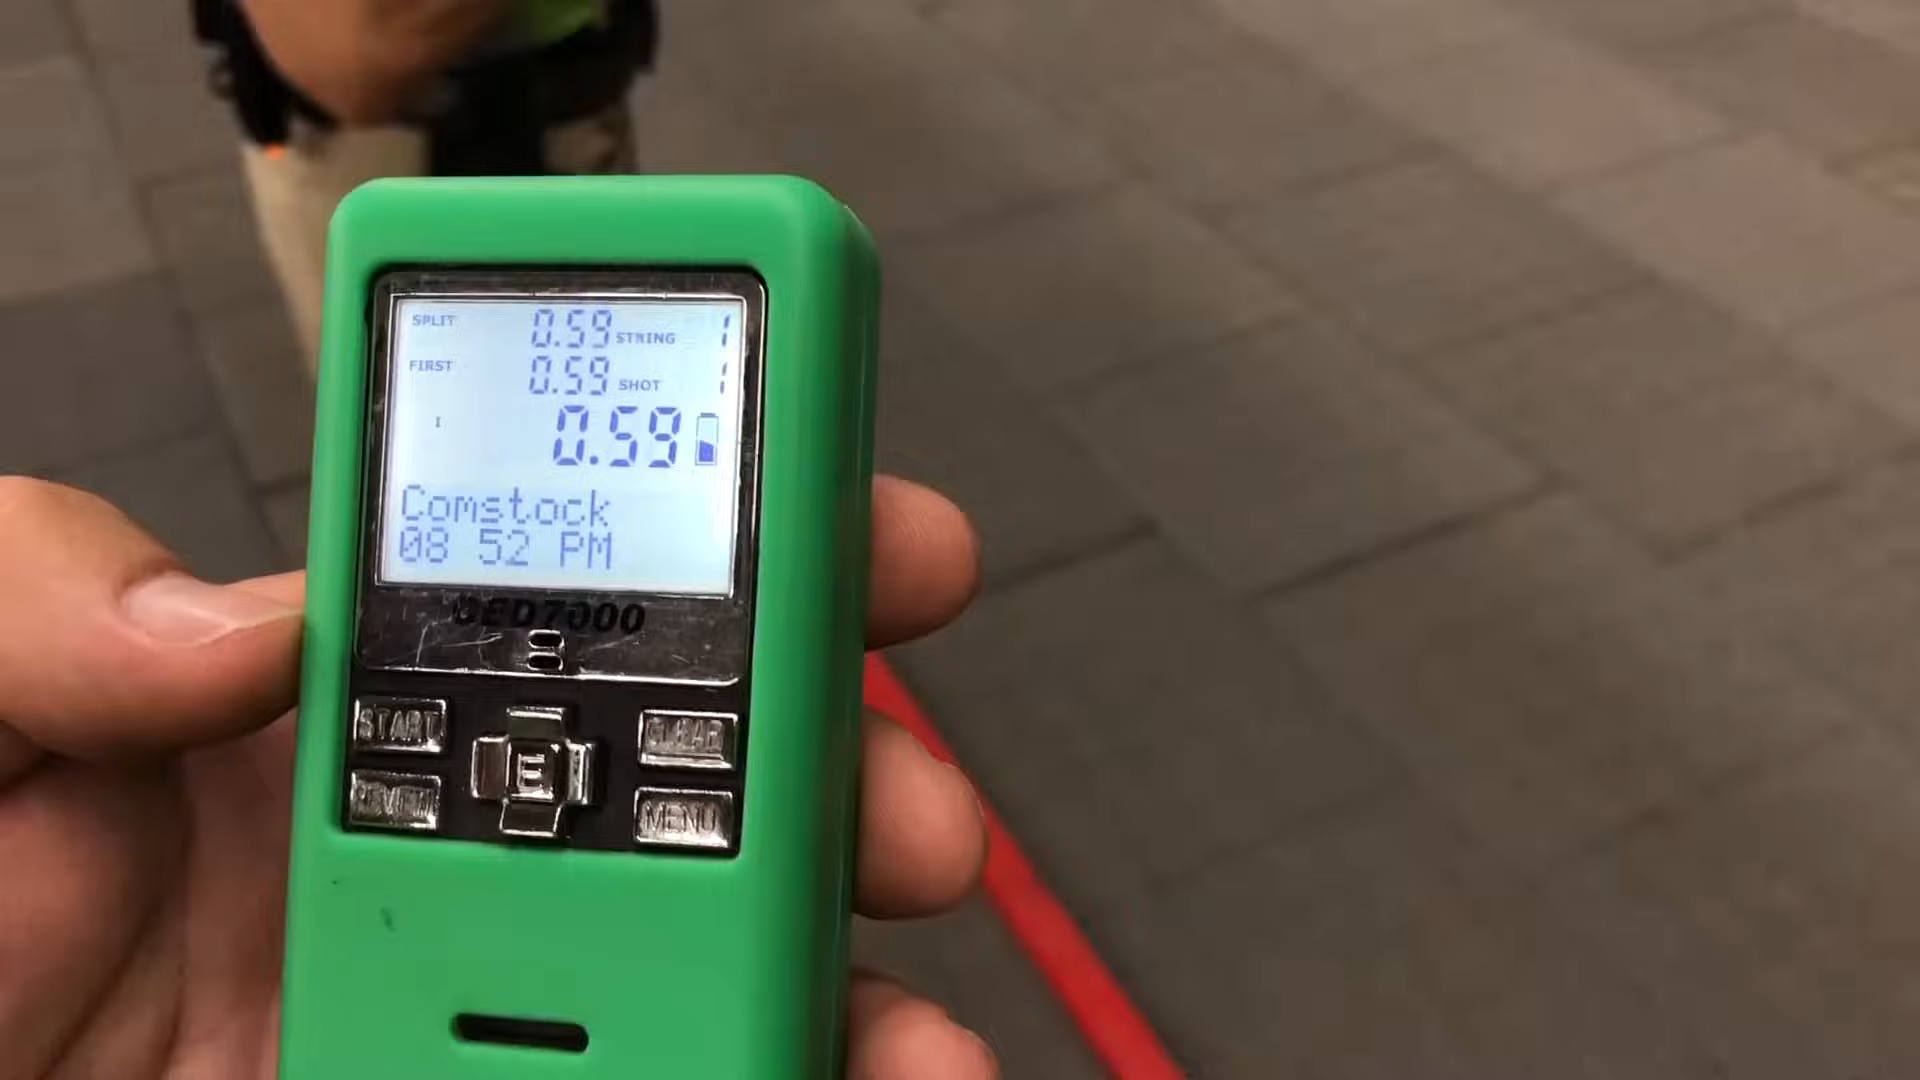 SPLIT 0.59 STRING 1
FIRST 0.59 SHOT 1
I 0.59
Comstock
08 52 PM
CED7000
START
CLEAR
E
REVIEW
MENU